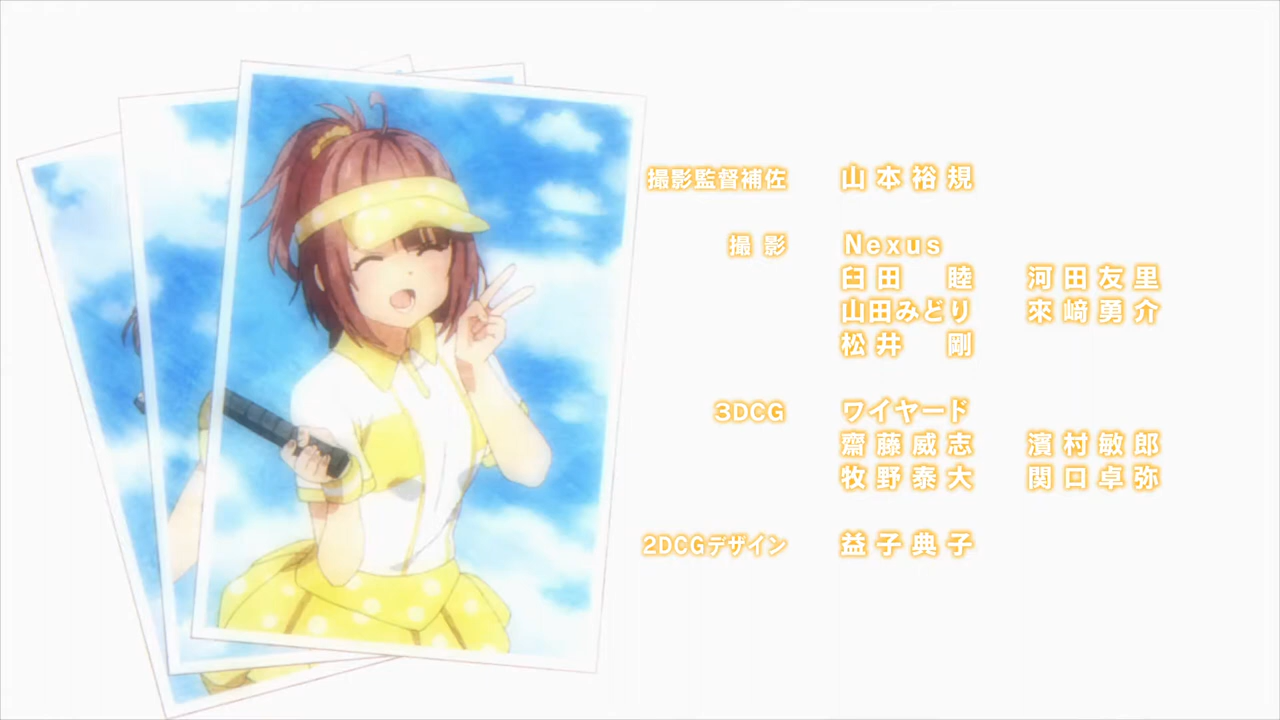 撮影監督補佐 山本裕規
撮影 Nexus
臼田 睦 河田友里
山田みどり 來﨑勇介
松井 剛
3DCG ワイヤード
齋藤威志 濱村敏郎
牧野泰大 関口卓弥
2DCGデザイン 益子典子